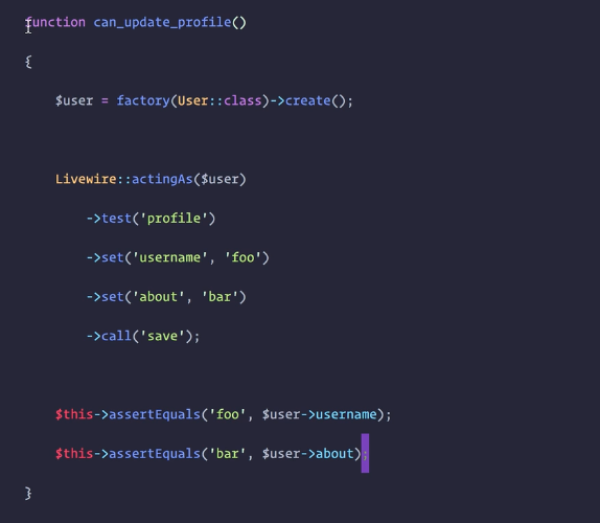 function can_update_profile()
{
    $user = factory(User::class)->create();
    Livewire::actingAs($user)
        ->test('profile')
        ->set('username', 'foo')
        ->set('about', 'bar')
        ->call('save');
    $this->assertEquals('foo', $user->username);
    $this->assertEquals('bar', $user->about);
}